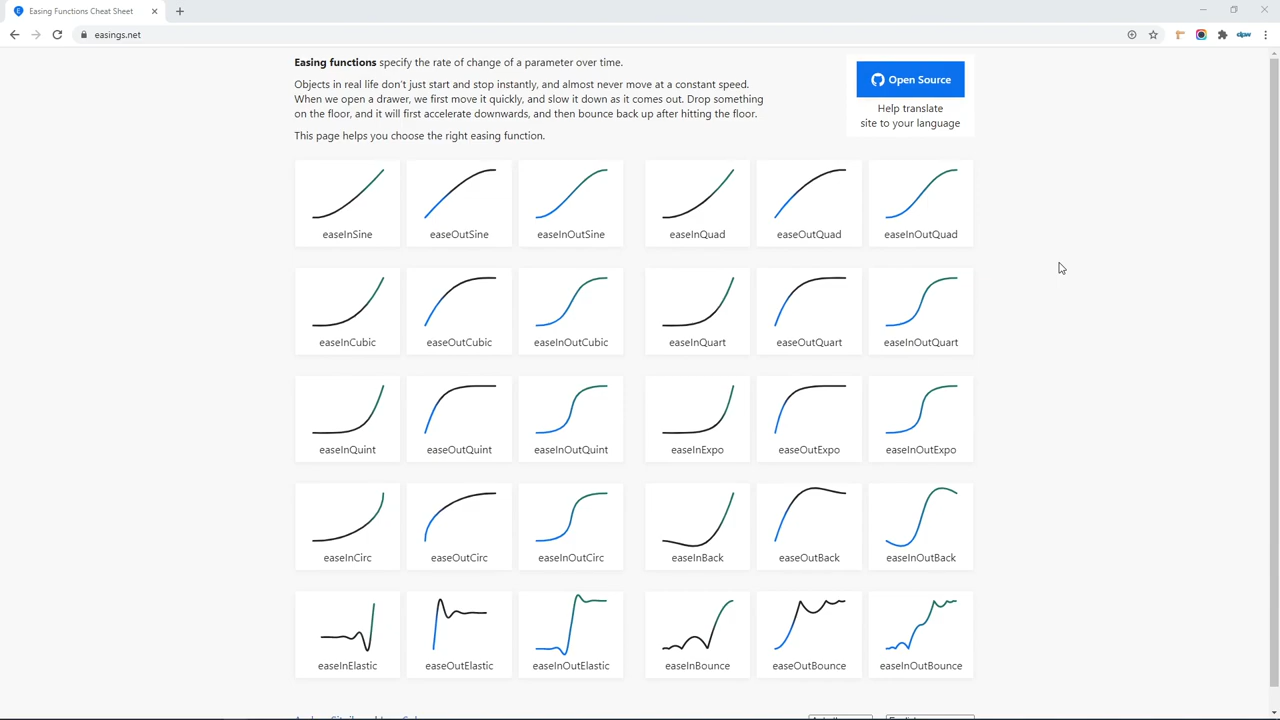 Easing Functions Cheat Sheet
easings.net
Easing functions specify the rate of change of a parameter over time.
Objects in real life don't just start and stop instantly, and almost never move at a constant speed.
When we open a drawer, we first move it quickly, and slow it down as it comes out. Drop something
on the floor, and it will first accelerate downwards, and then bounce back up after hitting the floor.
This page helps you choose the right easing function.
Open Source
Help translate
site to your language
easeInSine easeOutSine easeInOutSine easeInQuad easeOutQuad easeInOutQuad
easeInCubic easeOutCubic easeInOutCubic easeInQuart easeOutQuart easeInOutQuart
easeInQuint easeOutQuint easeInOutQuint easeInExpo easeOutExpo easeInOutExpo
easeInCirc easeOutCirc easeInOutCirc easeInBack easeOutBack easeInOutBack
easeInElastic easeOutElastic easeInOutElastic easeInBounce easeOutBounce easeInOutBounce